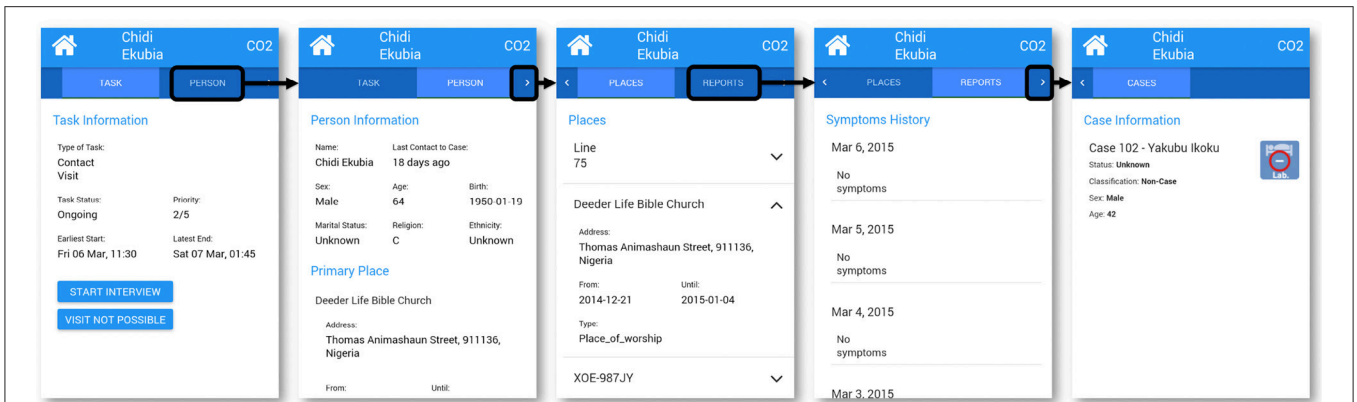 Chidi
Ekubia
CO2
TASK
PERSON
Task Information
Type of Task:
Contact
Visit
Task Status:
Priority:
Ongoing
2/5
Earliest Start:
Latest End:
Fri 06 Mar, 11:30
Sat 07 Mar, 01:45
START INTERVIEW
VISIT NOT POSSIBLE
Chidi
Ekubia
CO2
TASK
PERSON
>
Person Information
Name:
Last Contact to Case:
Chidi Ekubia
18 days ago
Sex:
Age:
Birth:
Male
64
1950-01-19
Marital Status:
Religion:
Ethnicity:
Unknown
C
Unknown
Primary Place
Deeder Life Bible Church
Address:
Thomas Animashaun Street, 911136,
Nigeria
From:
Until:
Chidi
Ekubia
CO2
<
PLACES
REPORTS
Places
Line
75
Deeder Life Bible Church
Address:
Thomas Animashaun Street, 911136,
Nigeria
From:
Until:
2014-12-21
2015-01-04
Type:
Place_of_worship
XOE-987JY
Chidi
Ekubia
CO2
<
PLACES
REPORTS
>
Symptoms History
Mar 6, 2015
No
symptoms
Mar 5, 2015
No
symptoms
Mar 4, 2015
No
symptoms
Mar 3, 2015
Chidi
Ekubia
CO2
<
CASES
Case Information
Case 102 - Yakubu Ikoku
Status: Unknown
Classification: Non-Case
Sex: Male
Age: 42
Lab.